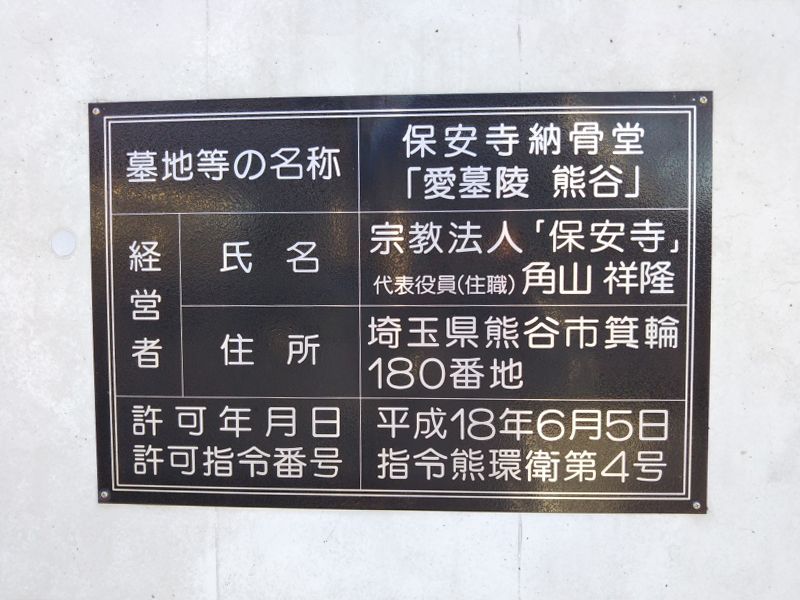 墓地等の名称
保安寺納骨堂
「愛墓陵 熊谷」
経営者
氏名
宗教法人「保安寺」
代表役員(住職) 角山 祥隆
住所
埼玉県熊谷市箕輪
180番地
許可年月日
許可指令番号
平成18年6月5日
指令熊環衛第4号